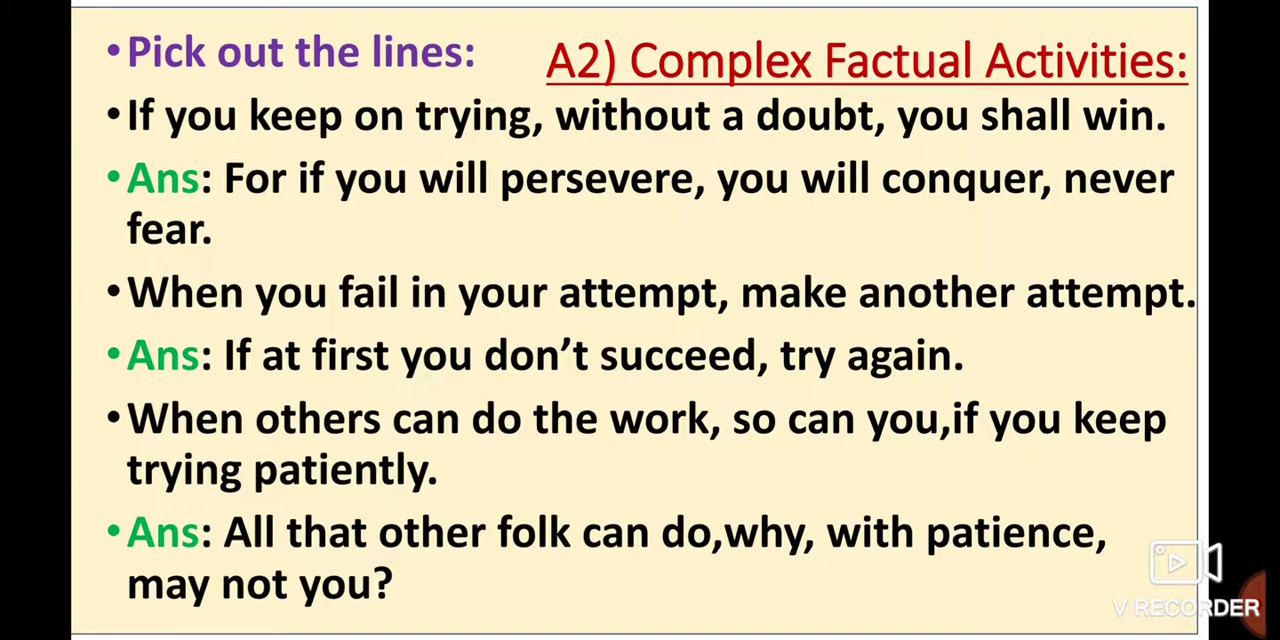 •Pick out the lines:
A2) Complex Factual Activities:
•If you keep on trying, without a doubt, you shall win.
•Ans: For if you will persevere, you will conquer, never
fear.
•When you fail in your attempt, make another attempt.
•Ans: If at first you don’t succeed, try again.
•When others can do the work, so can you,if you keep
trying patiently.
•Ans: All that other folk can do,why, with patience,
may not you?
V RECORDER